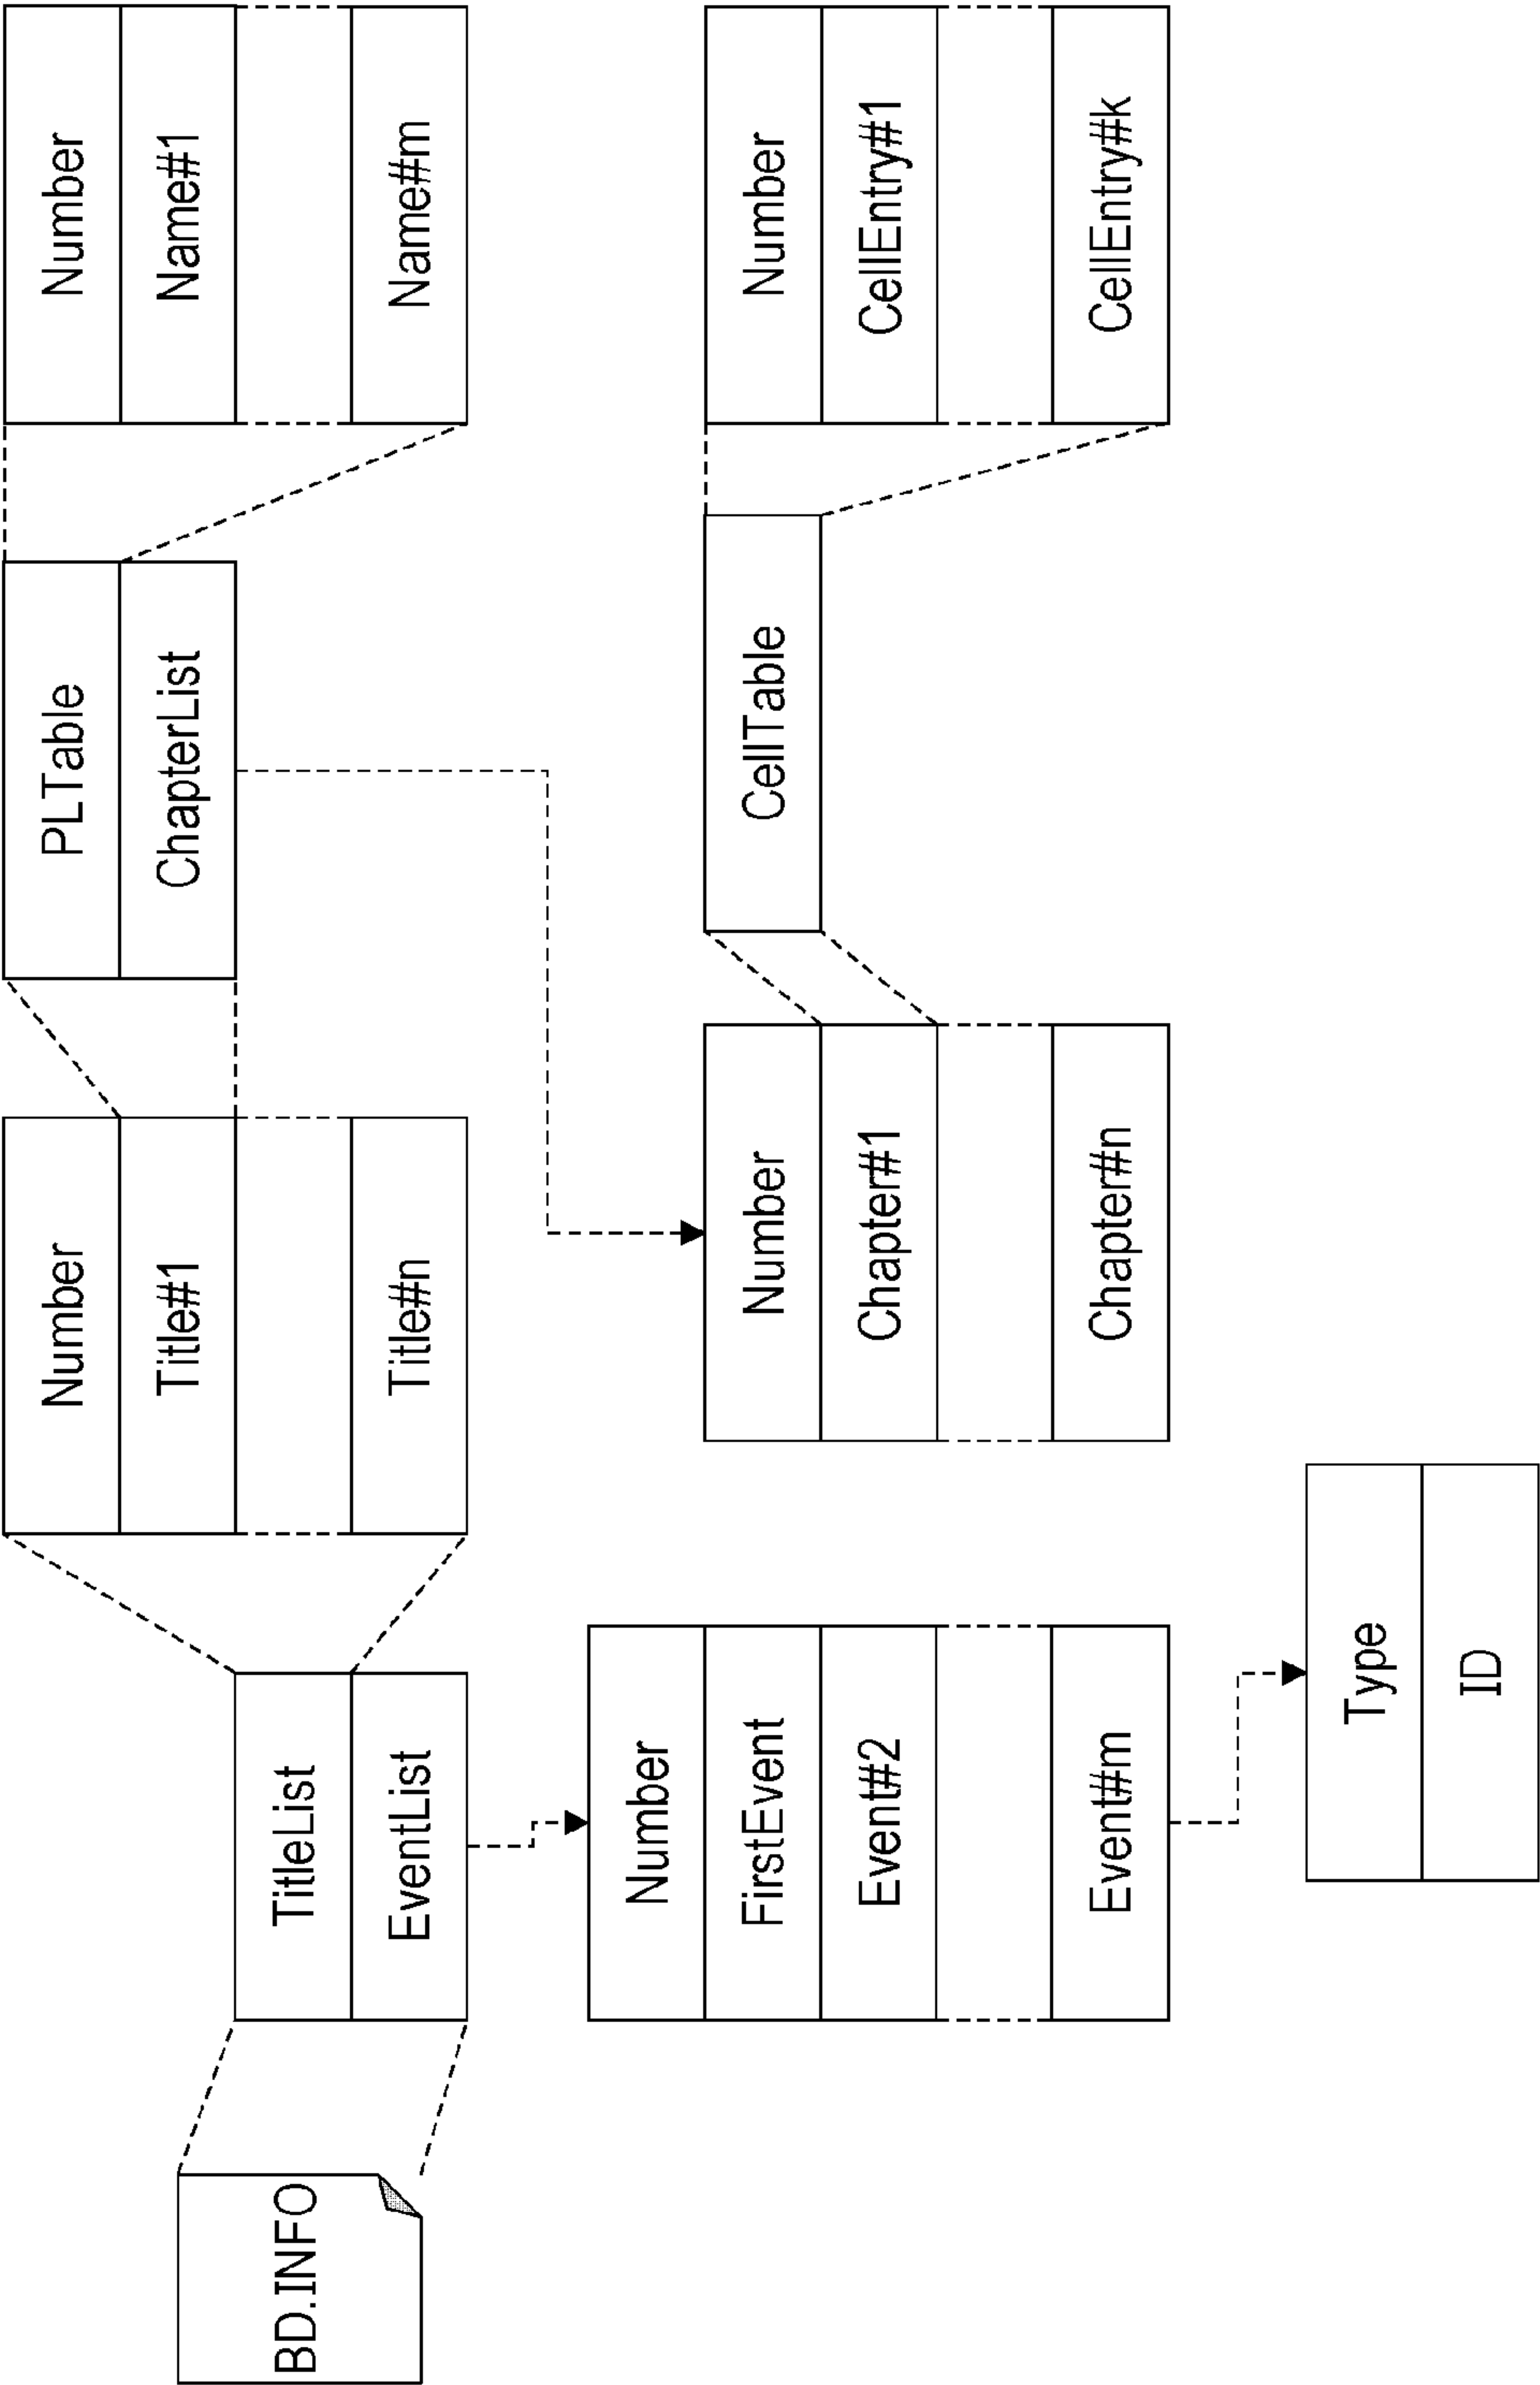 BD.INFO
TitleList
EventList
Number
Title#1
Title#n
PLTable
ChapterList
Number
Name#1
Name#m
Number
FirstEvent
Event#2
Event#m
Type
ID
Number
Chapter#1
Chapter#n
CellTable
Number
CellEntry#1
CellEntry#k